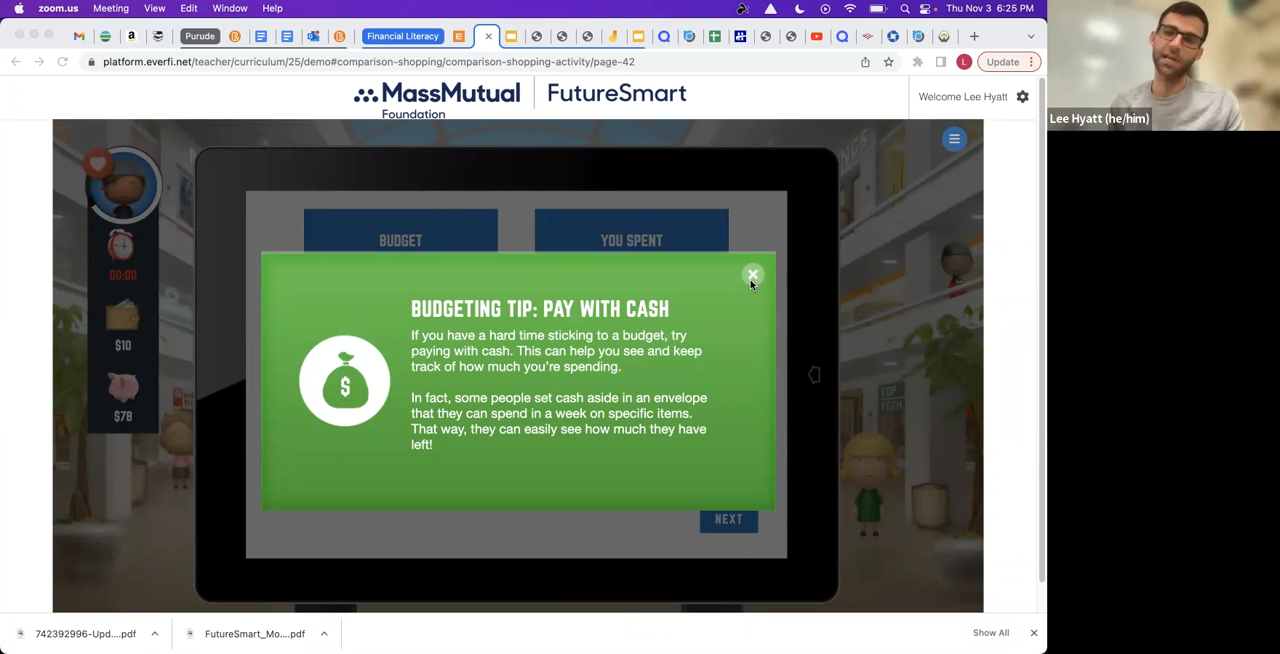 zoom.us Meeting View Edit Window Help Thu Nov 3 6:25 PM
Purude Financial Literacy
platform.everfi.net/teacher/curriculum/25/demo#comparison-shopping/comparison-shopping-activity/page-42 L Update
MassMutual FutureSmart
Foundation
Welcome Lee Hyatt
Lee Hyatt (he/him)
BUDGET YOU SPENT
00:00
$10
$78
BUDGETING TIP: PAY WITH CASH
If you have a hard time sticking to a budget, try
paying with cash. This can help you see and keep
track of how much you're spending.
In fact, some people set cash aside in an envelope
that they can spend in a week on specific items.
That way, they can easily see how much they have
left!
$
TOP
TECH
NEXT
742392996-Upd....pdf FutureSmart_Mo....pdf Show All